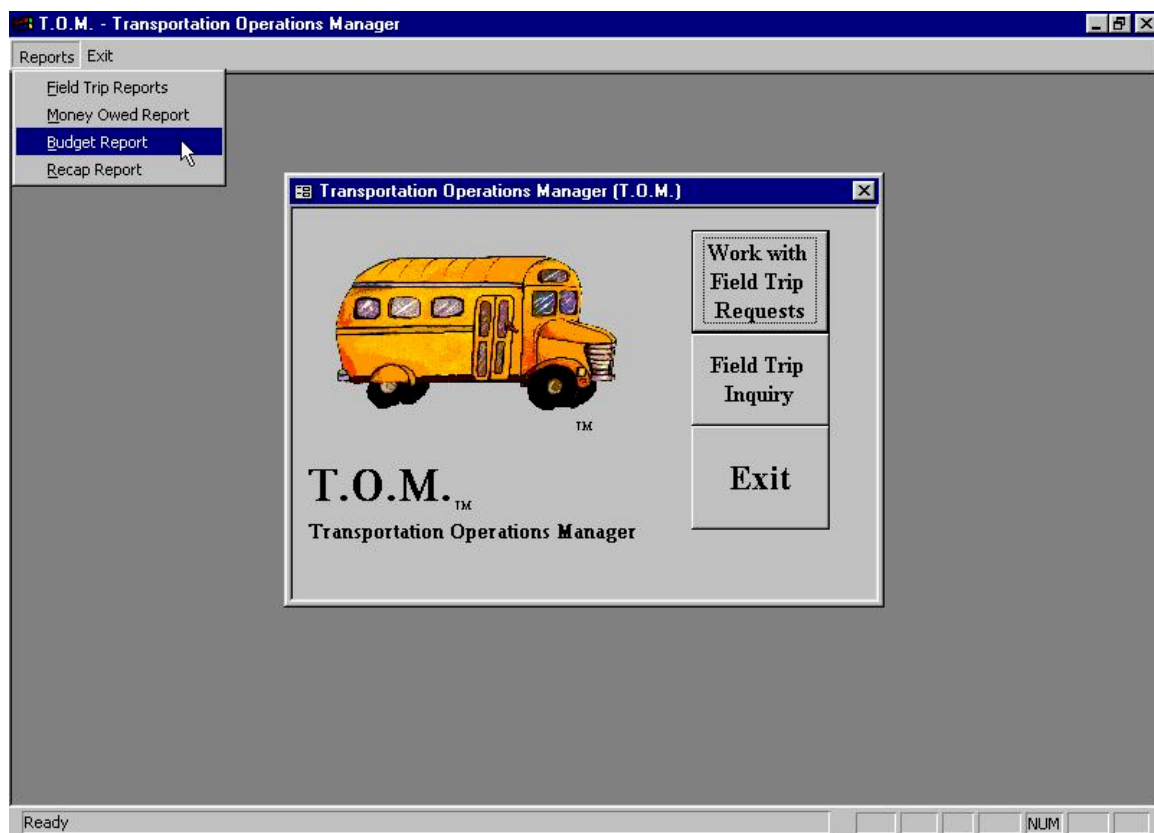 T.O.M. - Transportation Operations Manager
Reports Exit
Field Trip Reports
Money Owed Report
Budget Report
Recap Report
Transportation Operations Manager (T.O.M.)
Work with
Field Trip
Requests
Field Trip
Inquiry
Exit
TM
T.O.M. TM
Transportation Operations Manager
Ready
NUM